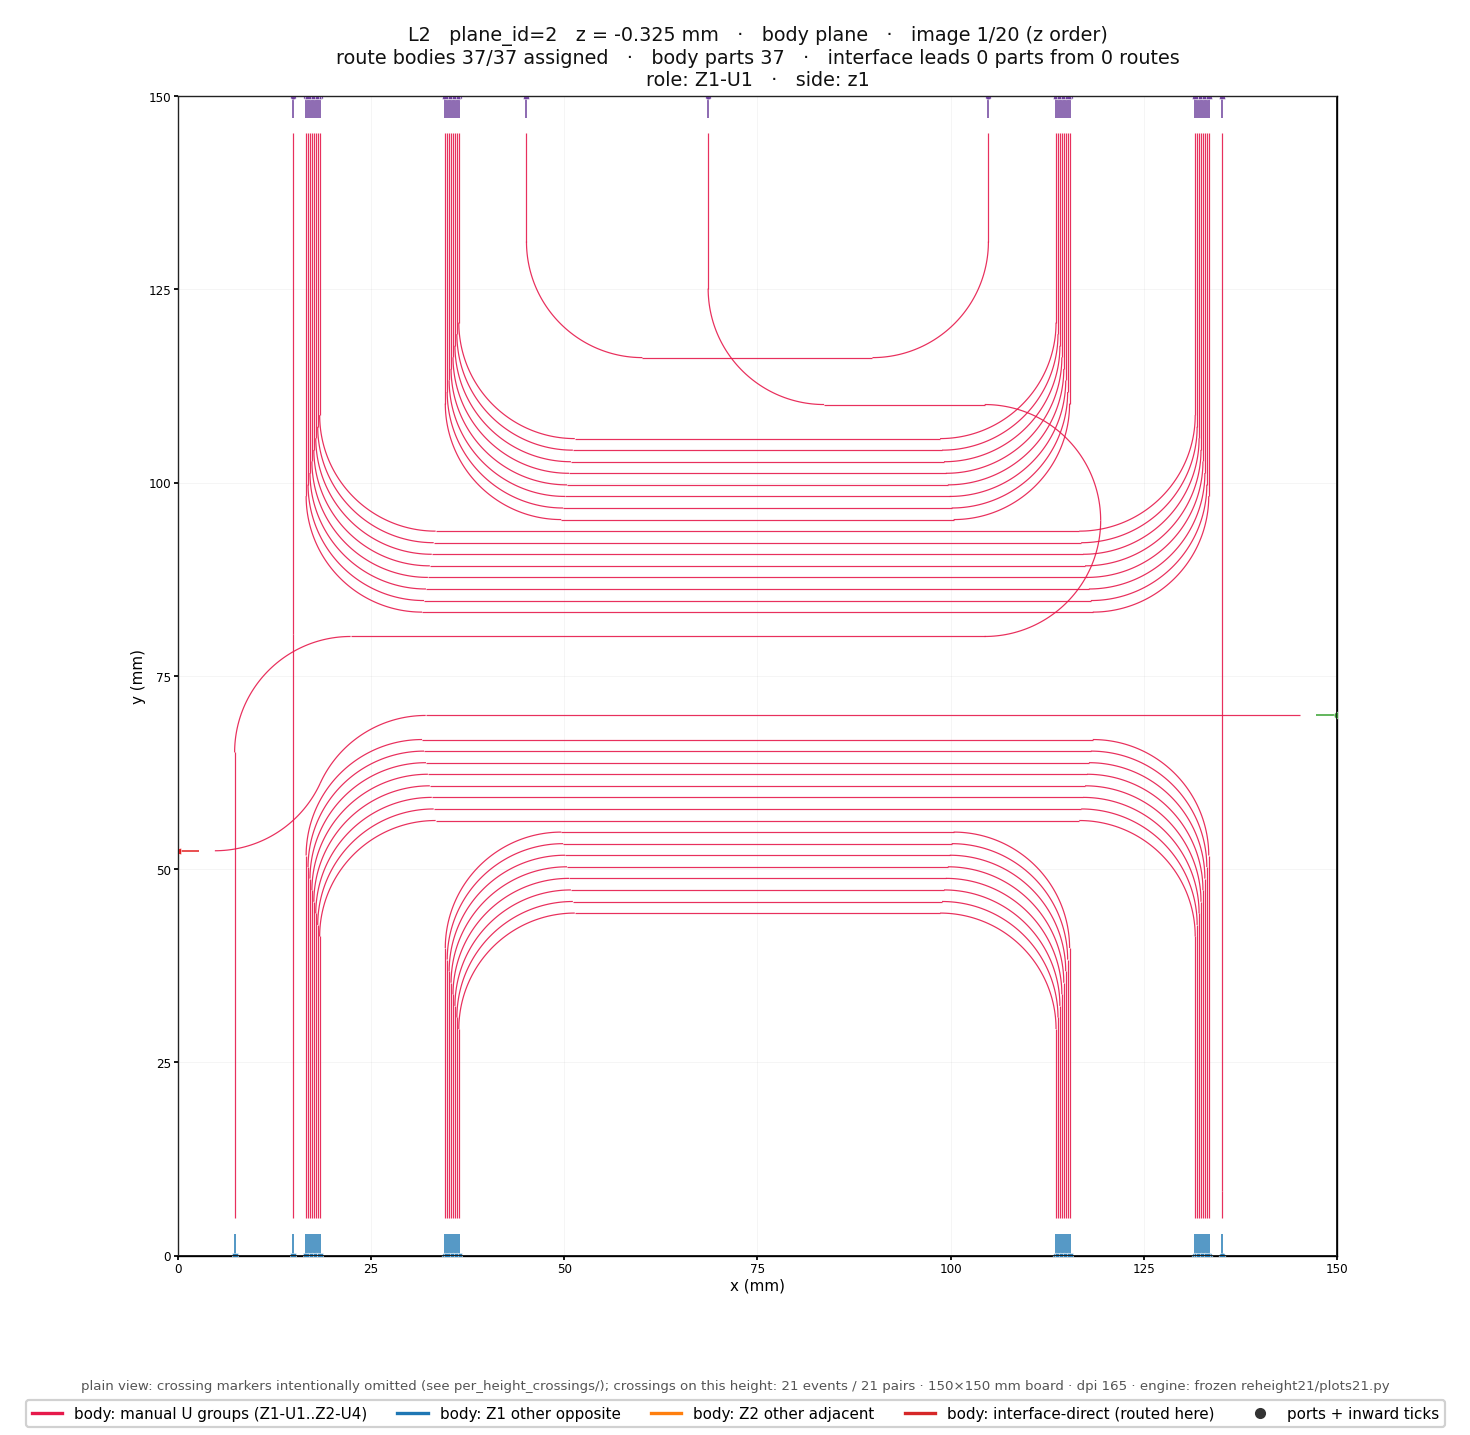 L2   plane_id=2   z = -0.325 mm   ·   body plane   ·   image 1/20 (z order)
route bodies 37/37 assigned   ·   body parts 37   ·   interface leads 0 parts from 0 routes
role: Z1-U1   ·   side: z1
150
125
100
75
50
25
0
y (mm)
0 25 50 75 100 125 150
x (mm)
plain view: crossing markers intentionally omitted (see per_height_crossings/); crossings on this height: 21 events / 21 pairs · 150×150 mm board · dpi 165 · engine: frozen reheight21/plots21.py
body: manual U groups (Z1-U1..Z2-U4) body: Z1 other opposite body: Z2 other adjacent body: interface-direct (routed here) ports + inward ticks